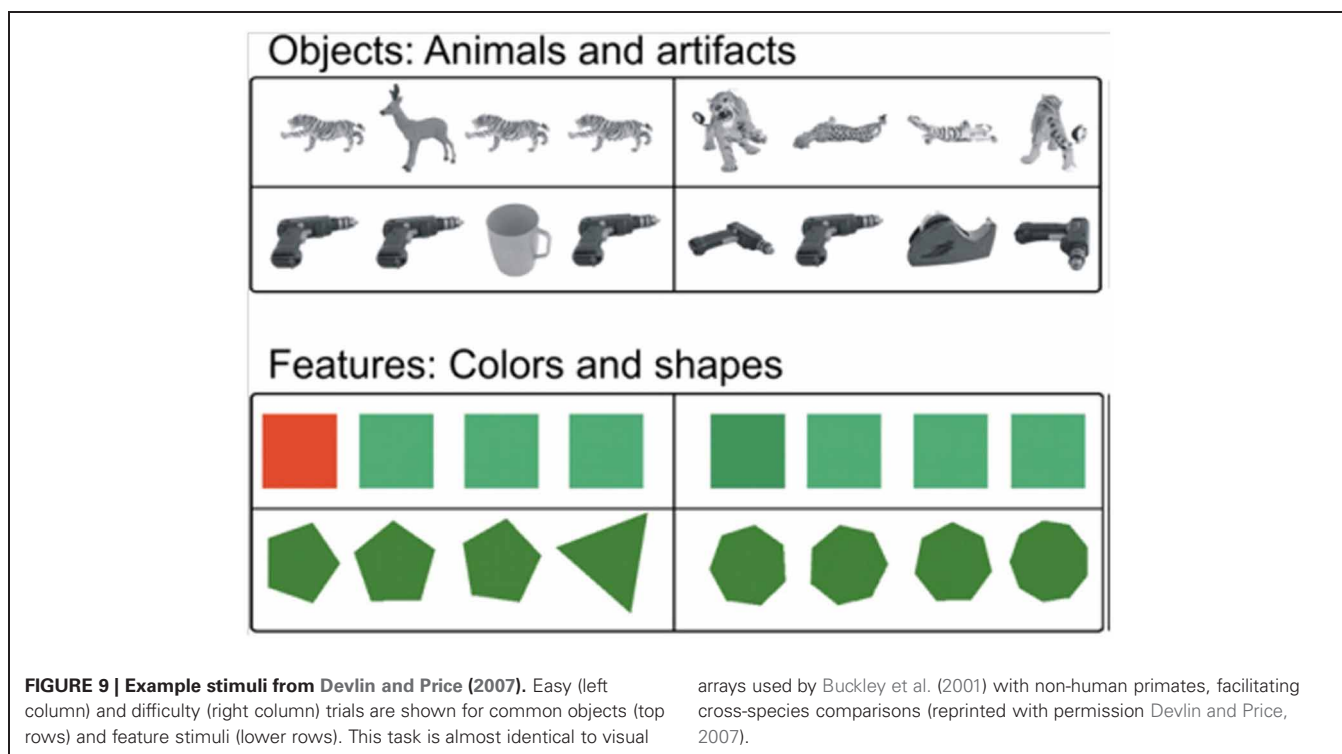 Objects: Animals and artifacts
Features: Colors and shapes
FIGURE 9 | Example stimuli from Devlin and Price (2007). Easy (left
column) and difficulty (right column) trials are shown for common objects (top
rows) and feature stimuli (lower rows). This task is almost identical to visual
arrays used by Buckley et al. (2001) with non-human primates, facilitating
cross-species comparisons (reprinted with permission Devlin and Price,
2007).